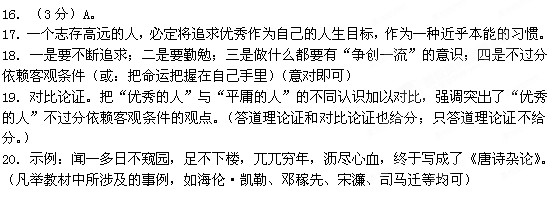 16．（3分）A。
17．一个志存高远的人，必定将追求优秀作为自己的人生目标，作为一种近乎本能的习惯。
18．一是要不断追求；二是要勤勉；三是做什么都要有“争创一流”的意识；四是不过分
依赖客观条件（或：把命运把握在自己手里）（意对即可）
19．对比论证。把“优秀的人”与“平庸的人”的不同认识加以对比，强调突出了“优秀
的人”不过分依赖客观条件的观点。（答道理论证和对比论证也给分；只答道理论证不给
分。）
20．示例：闻一多目不窥园，足不下楼，兀兀穷年，沥尽心血，终于写成了《唐诗杂论》。
（凡举教材中所涉及的事例，如海伦·凯勒、邓稼先、宋濂、司马迁等均可）